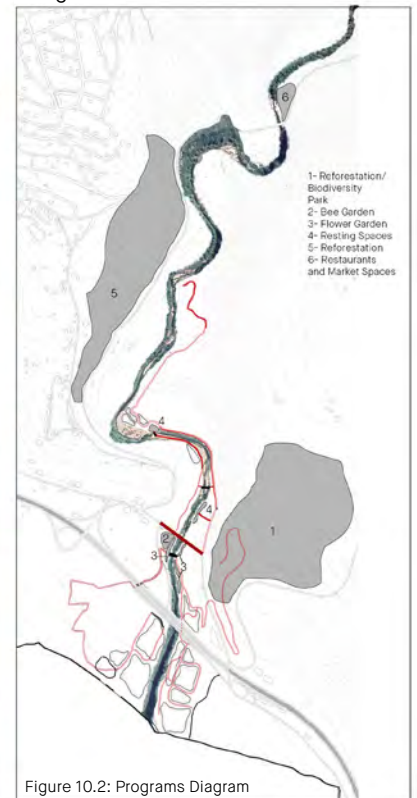 6
1- Reforestation/
Biodiversity
Park
2- Bee Garden
3- Flower Garden
4- Resting Spaces
5- Reforestation
6- Restaurants
and Market Spaces
5
4
4
1
2
3
3
Figure 10.2: Programs Diagram